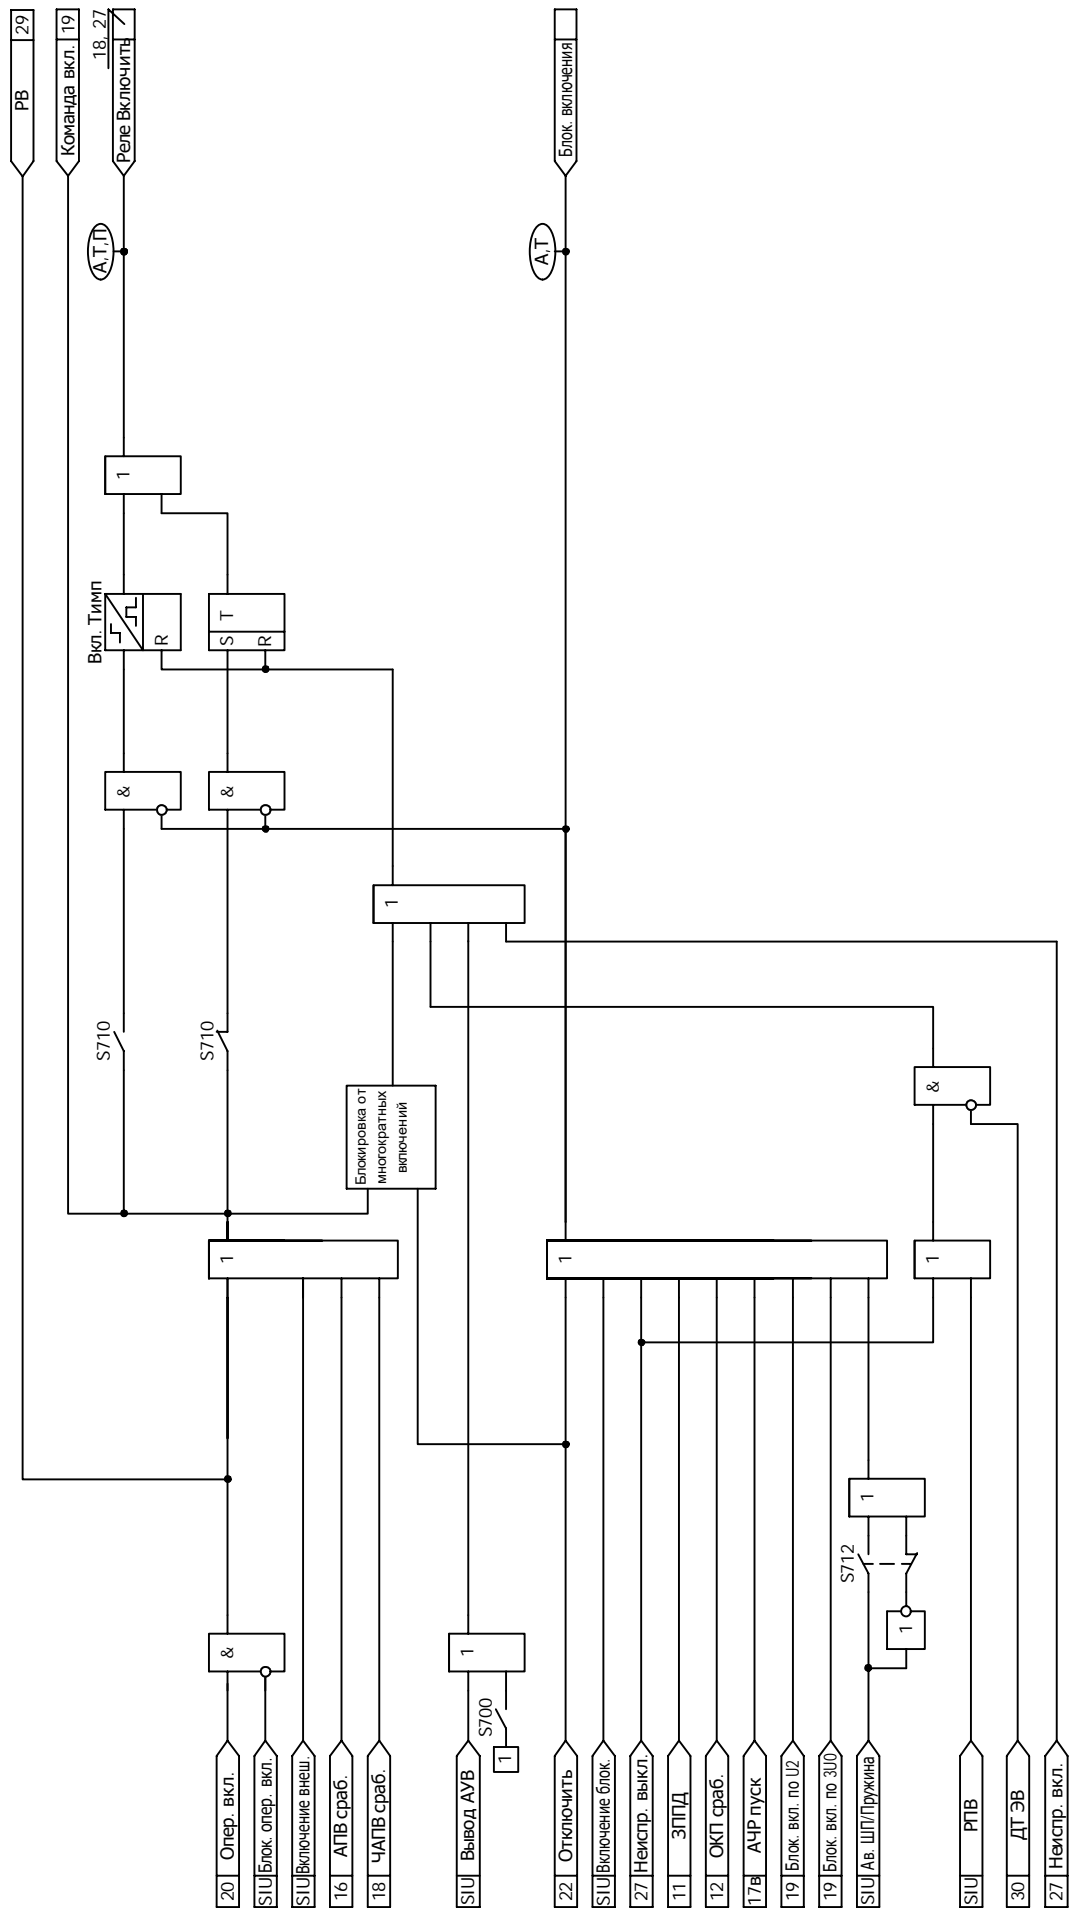 20 Опер. вкл.
SIU Блок. опер. вкл.
SIU Включение внеш.
16 АПВ сраб.
18 ЧАПВ сраб.
SIU Вывод АУВ
1
S700
22 Отключить
SIU Включение блок.
27 Неиспр. выкл.
11 ЗППД
12 ОКП сраб.
17в АЧР пуск
19 Блок. вкл. по U2
19 Блок. вкл. по 3U0
SIU Ав. ШП/Пружина
SIU РПВ
30 ДТ ЭВ
27 Неиспр. вкл.
&
1
1
S712
1
1
1
1
Блокировка от
многократных
включений
&
S710
S710
1
&
&
Вкл. Тимп
R
S T
R
1
А,Т,П
А,Т
РВ 29
Команда вкл. 19
Реле Включить
18, 27
Блок. включения